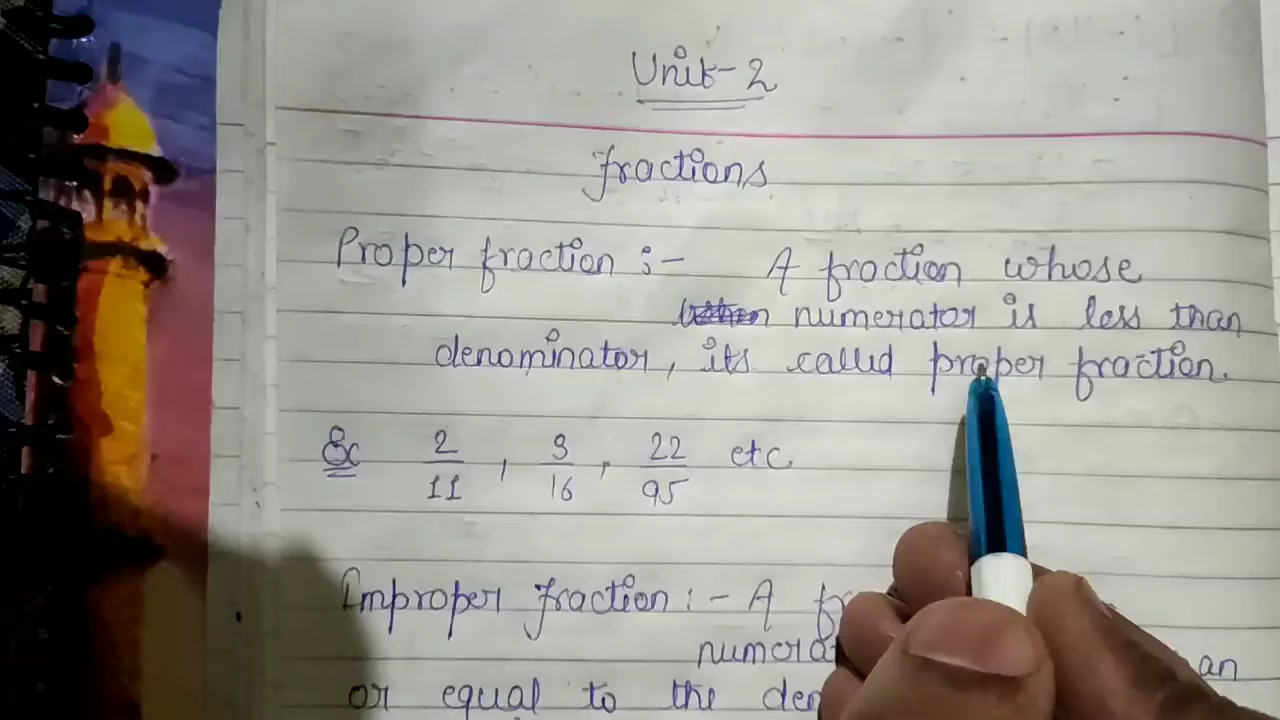 Unit-2
fractions
Proper fraction :- A fraction whose
numerator is less than
denominator, its called proper fraction.
Ex 2/11, 9/16, 22/95 etc.
Improper fraction :- A
an
or equal to the